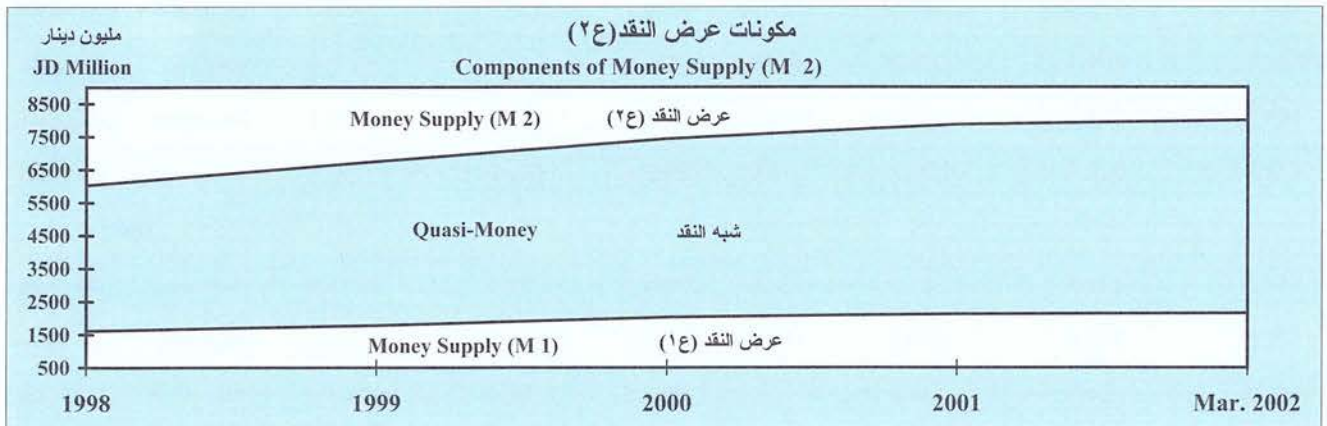 مكونات عرض النقد(ع٢)
مليون دينار
Components of Money Supply (M 2)
JD Million
8500
Money Supply (M 2) عرض النقد (ع٢)
7500
6500
5500
Quasi-Money شبه النقد
4500
3500
2500
1500
Money Supply (M 1) عرض النقد (ع١)
500
1998 1999 2000 2001 Mar. 2002